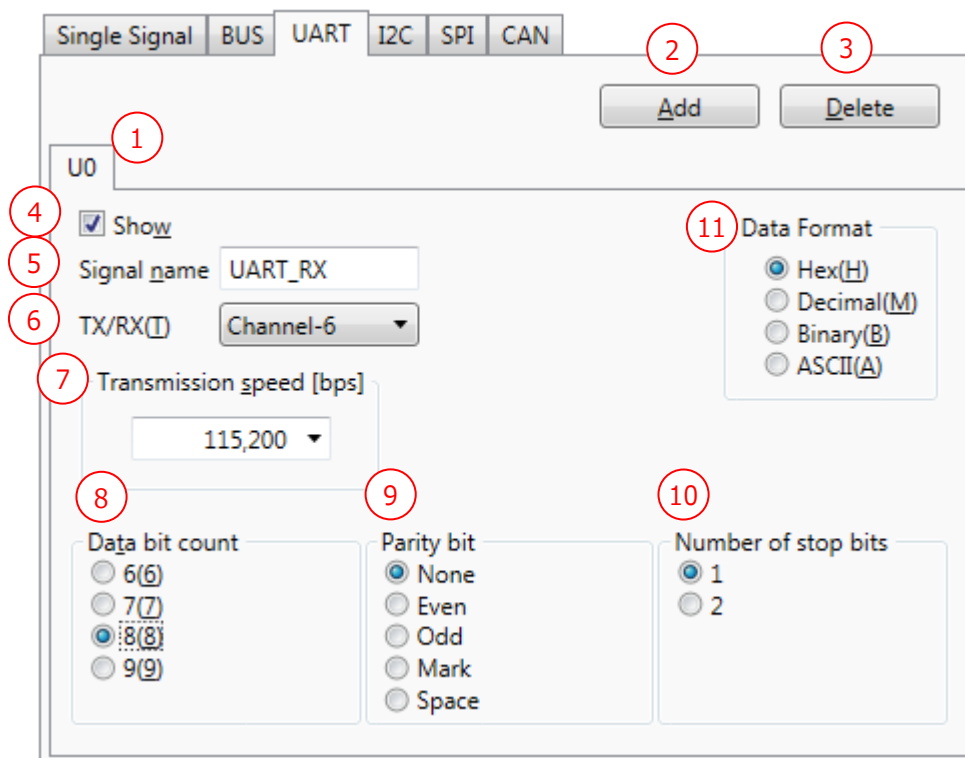 Single Signal BUS UART I2C SPI CAN
2 3
Add Delete
1
U0
4 Show
11 Data Format
5 Signal name UART_RX
Hex(H)
Decimal(M)
Binary(B)
ASCII(A)
6 TX/RX(T) Channel-6
7 Transmission speed [bps]
115,200
8 9 10
Data bit count
6(6)
7(7)
8(8)
9(9)
Parity bit
None
Even
Odd
Mark
Space
Number of stop bits
1
2